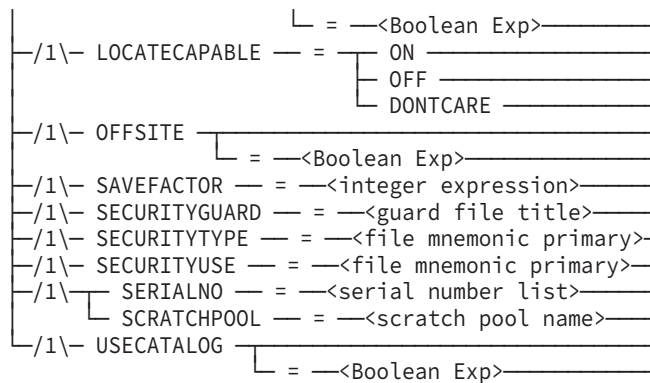 = <Boolean Exp>
/1\ LOCATECAPABLE = ON
OFF
DONTCARE
/1\ OFFSITE
= <Boolean Exp>
/1\ SAVEFACTOR = <integer expression>
/1\ SECURITYGUARD = <guard file title>
/1\ SECURITYTYPE = <file mnemonic primary>
/1\ SECURITYUSE = <file mnemonic primary>
/1\ SERIALNO = <serial number list>
SCRATCHPOOL = <scratch pool name>
/1\ USECATALOG
= <Boolean Exp>